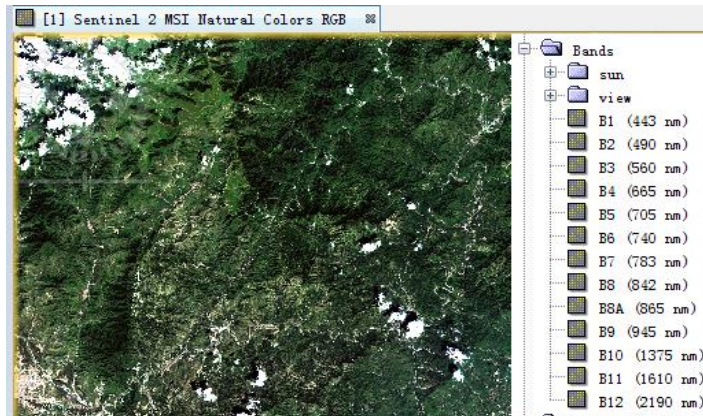 [1] Sentinel 2 MSI Natural Colors RGB
Bands
sun
view
B1 (443 nm)
B2 (490 nm)
B3 (560 nm)
B4 (665 nm)
B5 (705 nm)
B6 (740 nm)
B7 (783 nm)
B8 (842 nm)
B8A (865 nm)
B9 (945 nm)
B10 (1375 nm)
B11 (1610 nm)
B12 (2190 nm)